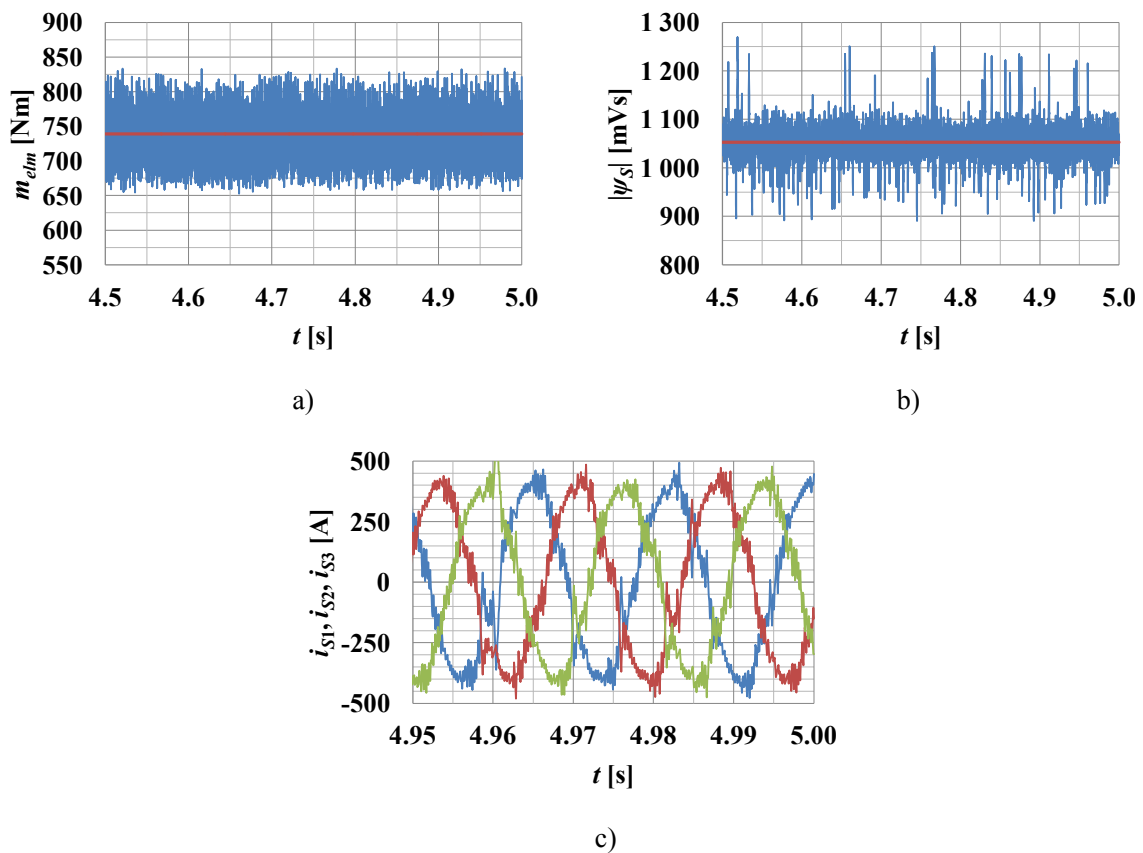 900
850
800
750
700
650
600
550
m_elm [Nm]
4.5 4.6 4.7 4.8 4.9 5.0
t [s]
a)
1 300
1 200
1 100
1 000
900
800
|ψ_S| [mVs]
4.5 4.6 4.7 4.8 4.9 5.0
t [s]
b)
500
250
0
-250
-500
i_S1, i_S2, i_S3 [A]
4.95 4.96 4.97 4.98 4.99 5.00
t [s]
c)